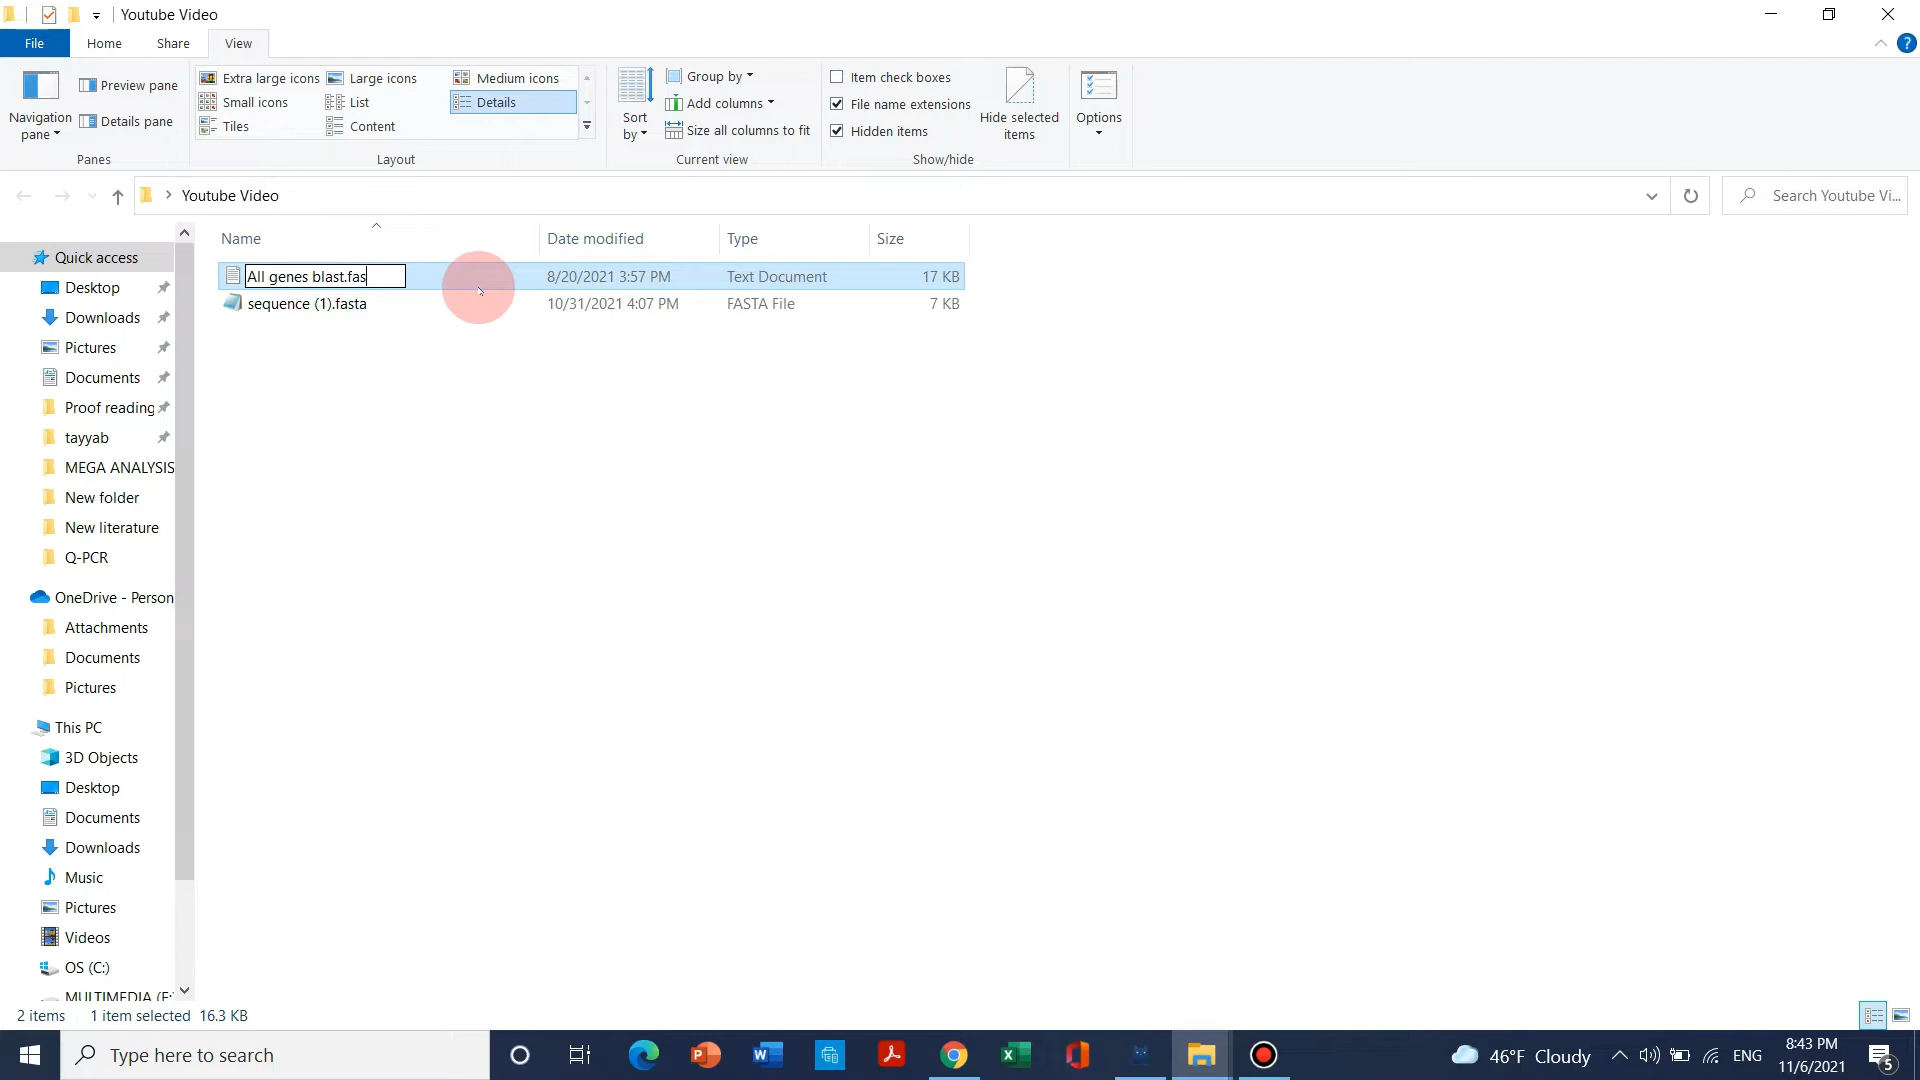 Youtube Video
File Home Share View
Navigation pane
Preview pane
Details pane
Panes
Extra large icons Large icons Medium icons
Small icons List Details
Tiles Content
Layout
Sort by
Group by
Add columns
Size all columns to fit
Current view
Item check boxes
File name extensions
Hidden items
Hide selected items
Show/hide
Options
Youtube Video
Search Youtube Vi...
Name Date modified Type Size
All genes blast.fas 8/20/2021 3:57 PM Text Document 17 KB
sequence (1).fasta 10/31/2021 4:07 PM FASTA File 7 KB
Quick access
Desktop
Downloads
Pictures
Documents
Proof reading
tayyab
MEGA ANALYSIS
New folder
New literature
Q-PCR
OneDrive - Person
Attachments
Documents
Pictures
This PC
3D Objects
Desktop
Documents
Downloads
Music
Pictures
Videos
OS (C:)
MULTIMEDIA (E:
2 items 1 item selected 16.3 KB
Type here to search
46°F Cloudy
ENG
8:43 PM
11/6/2021
5